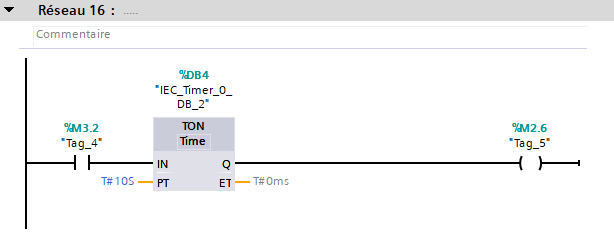 Réseau 16 : .....
Commentaire
%DB4
"IEC_Timer_0_
DB_2"
%M3.2
"Tag_4"
TON
Time
%M2.6
"Tag_5"
IN Q
T#10S PT ET T#0ms